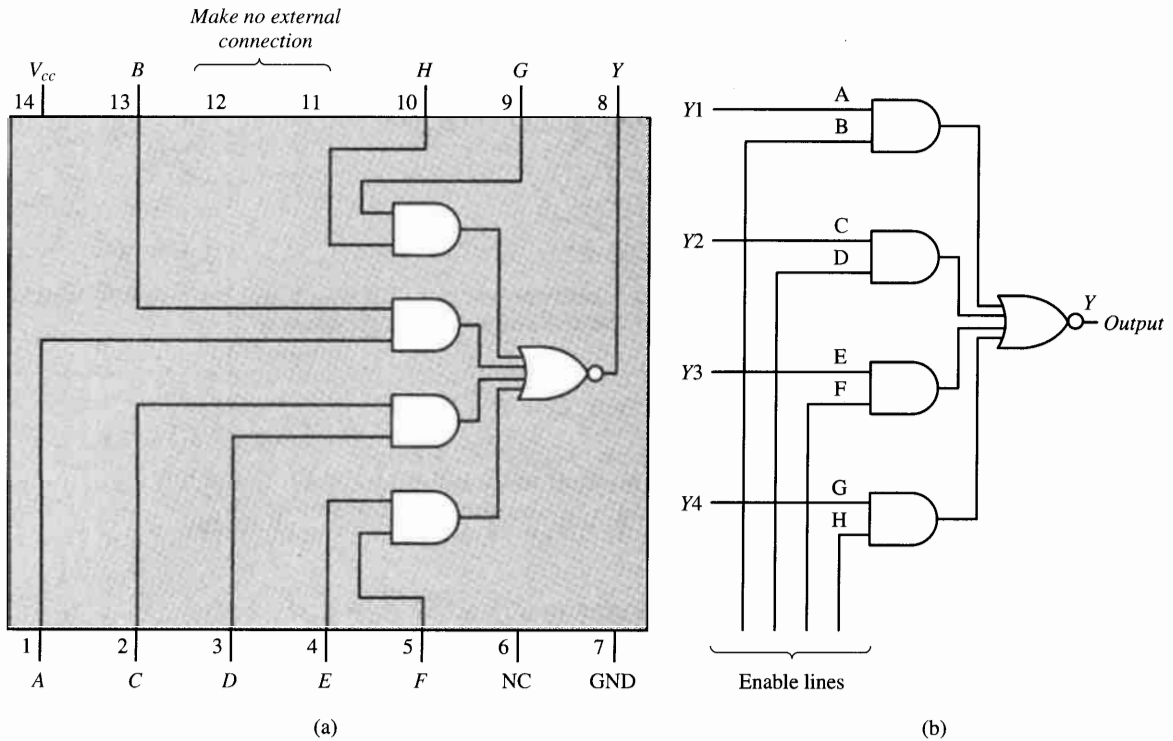 Make no external
connection
V_cc B H G Y
14 13 12 11 10 9 8
1 2 3 4 5 6 7
A C D E F NC GND
(a)
A
Y1
B
C
Y2
D
E
Y3
F
G
Y4
H
Y
Output
Enable lines
(b)